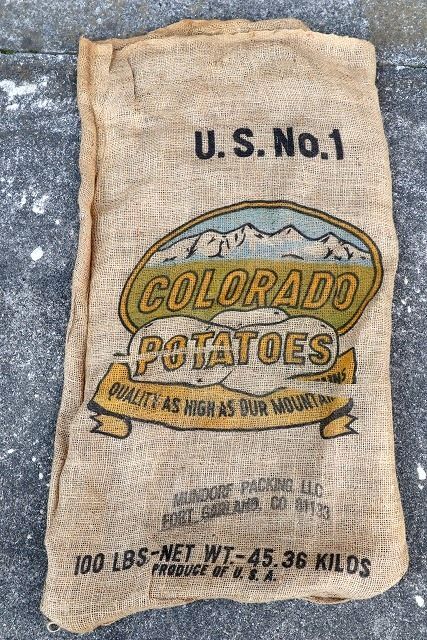 U.S. No.1
COLORADO
POTATOES
QUALITY AS HIGH AS OUR MOUNTAINS
MUNDORF PACKING LLC
FORT GARLAND, CO 81133
100 LBS-NET WT.-45.36 KILOS
PRODUCE OF U.S.A.